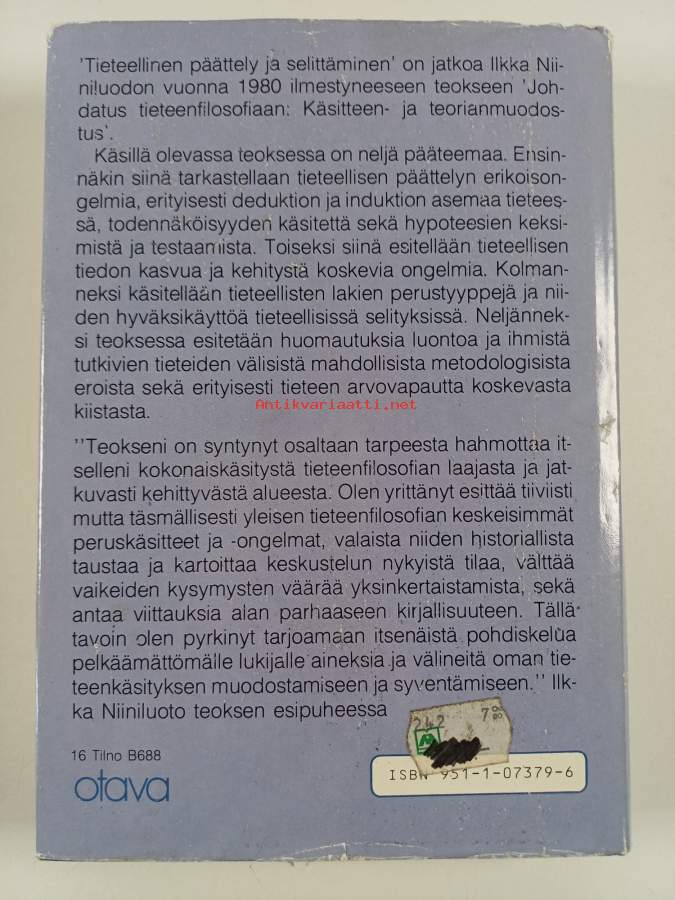 'Tieteellinen päättely ja selittäminen' on jatkoa Ilkka Nii-
niluodon vuonna 1980 ilmestyneeseen teokseen 'Joh-
datus tieteenfilosofiaan: Käsitteen- ja teorianmuodos-
tus'.
Käsillä olevassa teoksessa on neljä pääteemaa. Ensin-
näkin siinä tarkastellaan tieteellisen päättelyn erikoison-
gelmia, erityisesti deduktion ja induktion asemaa tietees-
sä, todennäköisyyden käsitettä sekä hypoteesien keksi-
mistä ja testaamista. Toiseksi siinä esitellään tieteellisen
tiedon kasvua ja kehitystä koskevia ongelmia. Kolman-
neksi käsitellään tieteellisten lakien perustyyppejä ja nii-
den hyväksikäyttöä tieteellisissä selityksissä. Neljännek-
si teoksessa esitetään huomautuksia luontoa ja ihmistä
tutkivien tieteiden välisistä mahdollisista metodologisista
eroista sekä erityisesti tieteen arvovapautta koskevasta
kiistasta.
Antikvariaatti.net
''Teokseni on syntynyt osaltaan tarpeesta hahmottaa it-
selleni kokonaiskäsitystä tieteenfilosofian laajasta ja jat-
kuvasti kehittyvästä alueesta. Olen yrittänyt esittää tiiviisti
mutta täsmällisesti yleisen tieteenfilosofian keskeisimmät
peruskäsitteet ja -ongelmat, valaista niiden historiallista
taustaa ja kartoittaa keskustelun nykyistä tilaa, välttää
vaikeiden kysymysten väärää yksinkertaistamista, sekä
antaa viittauksia alan parhaaseen kirjallisuuteen. Tällä
tavoin olen pyrkinyt tarjoamaan itsenäistä pohdiskelua
pelkäämättömälle lukijalle aineksia ja välineitä oman tie-
teenkäsityksen muodostamiseen ja syventämiseen.'' Ilk-
ka Niiniluoto teoksen esipuheessa
242
16 Tilno B688
otava
ISBN 951-1-07379-6